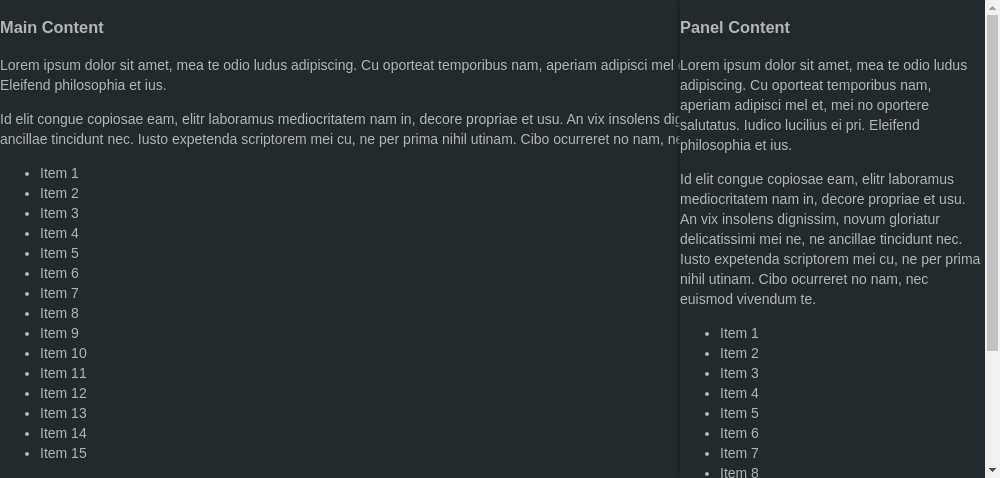 Main Content
Lorem ipsum dolor sit amet, mea te odio ludus adipiscing. Cu oporteat temporibus nam, aperiam adipisci mel
Eleifend philosophia et ius.
Id elit congue copiosae eam, elitr laboramus mediocritatem nam in, decore propriae et usu. An vix insolens
ancillae tincidunt nec. Iusto expetenda scriptorem mei cu, ne per prima nihil utinam. Cibo ocurreret no nam,
Item 1
Item 2
Item 3
Item 4
Item 5
Item 6
Item 7
Item 8
Item 9
Item 10
Item 11
Item 12
Item 13
Item 14
Item 15
Panel Content
Lorem ipsum dolor sit amet, mea te odio ludus
adipiscing. Cu oporteat temporibus nam,
aperiam adipisci mel et, mei no oportere
salutatus. Iudico lucilius ei pri. Eleifend
philosophia et ius.
Id elit congue copiosae eam, elitr laboramus
mediocritatem nam in, decore propriae et usu.
An vix insolens dignissim, novum gloriatur
delicatissimi mei ne, ne ancillae tincidunt nec.
Iusto expetenda scriptorem mei cu, ne per prima
nihil utinam. Cibo ocurreret no nam, nec
euismod vivendum te.
Item 1
Item 2
Item 3
Item 4
Item 5
Item 6
Item 7
Item 8